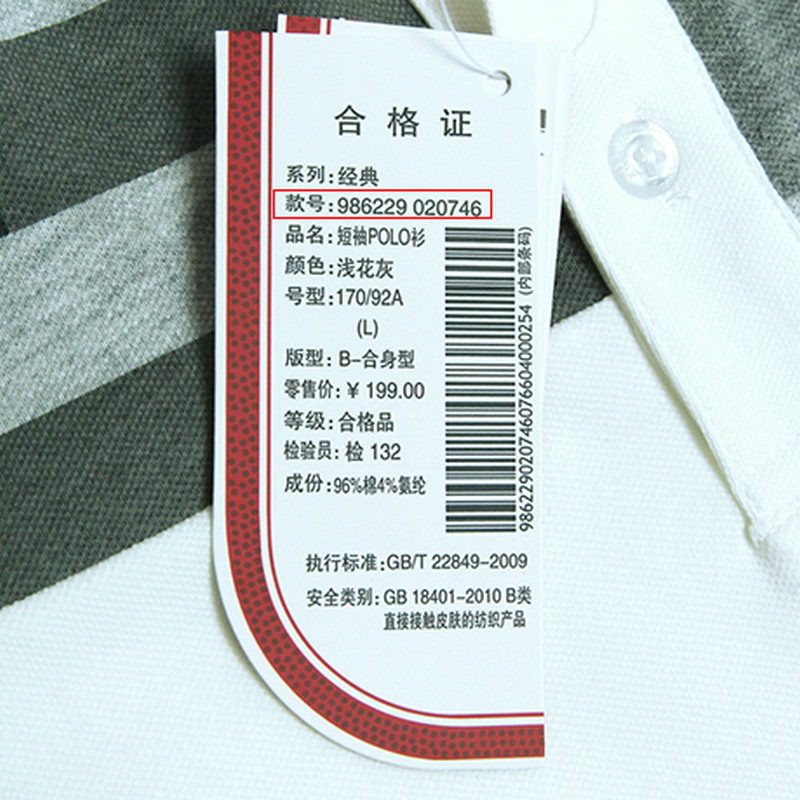 合格证
系列:经典
款号:986229 020746
品名:短袖POLO衫
颜色:浅花灰
号型:170/92A
(L)
版型:B-合身型
零售价:¥ 199.00
等级:合格品
检验员:检 132
成份:96%棉4%氨纶
986229020746076604000254 (内部条码)
执行标准:GB/T 22849-2009
安全类别:GB 18401-2010 B类
直接接触皮肤的纺织产品